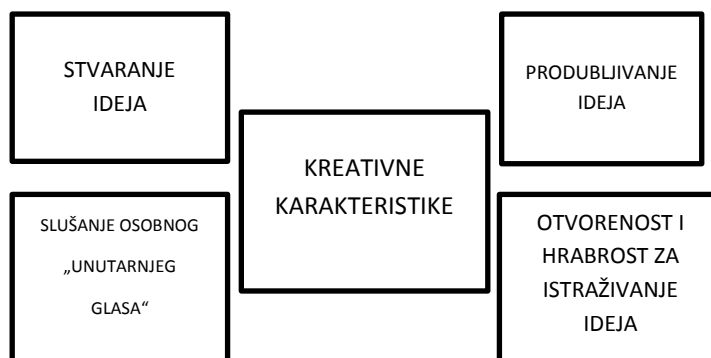 STVARANJE
IDEJA
PRODUBLJIVANJE
IDEJA
KREATIVNE
KARAKTERISTIKE
SLUŠANJE OSOBNOG
„UNUTARNJEG
GLASA“
OTVORENOST I
HRABROST ZA
ISTRAŽIVANJE
IDEJA